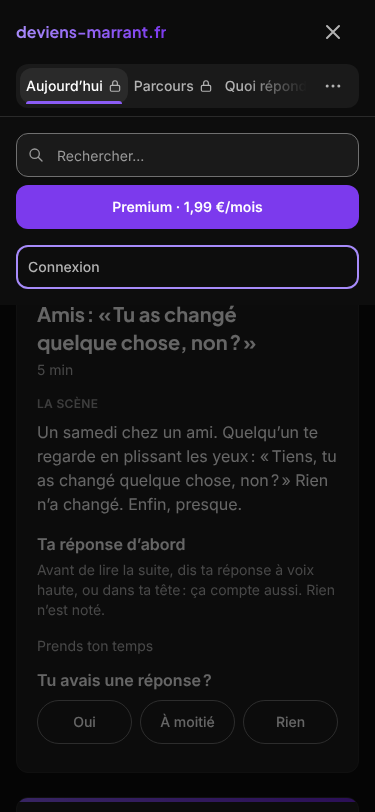 deviens-marrant.fr
Aujourd’hui
Parcours
Quoi répond
Rechercher...
Premium · 1,99 €/mois
Connexion
Amis : « Tu as changé
quelque chose, non ? »
5 min
LA SCÈNE
Un samedi chez un ami. Quelqu’un te
regarde en plissant les yeux : « Tiens, tu
as changé quelque chose, non ? » Rien
n’a changé. Enfin, presque.
Ta réponse d’abord
Avant de lire la suite, dis ta réponse à voix
haute, ou dans ta tête : ça compte aussi. Rien
n’est noté.
Prends ton temps
Tu avais une réponse ?
Oui
À moitié
Rien